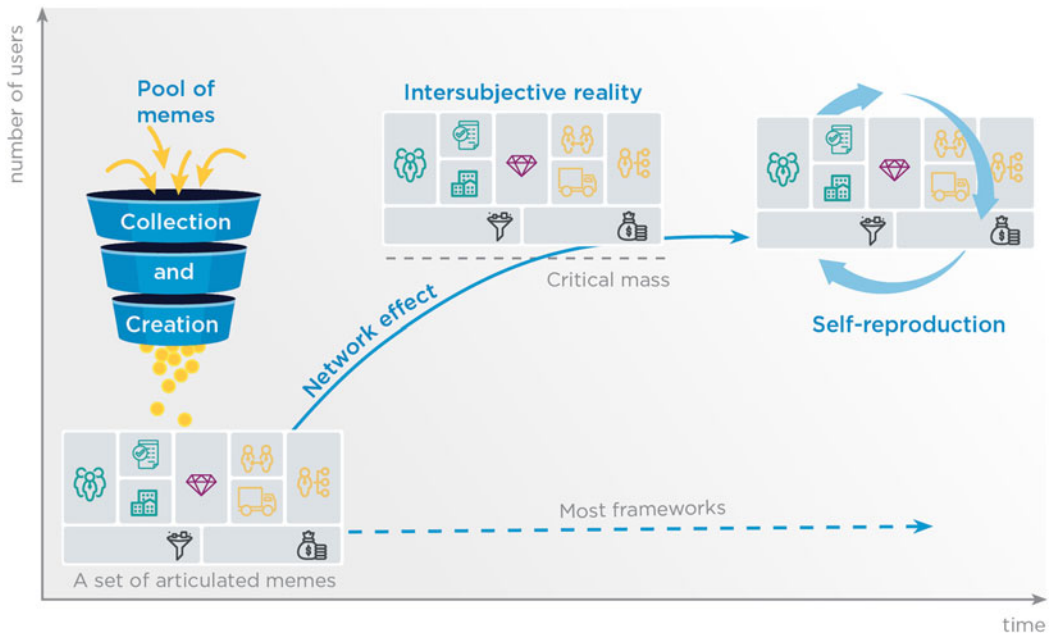 number of users
Pool of
memes
Collection
and
Creation
A set of articulated memes
Network effect
Intersubjective reality
Critical mass
Self-reproduction
Most frameworks
time